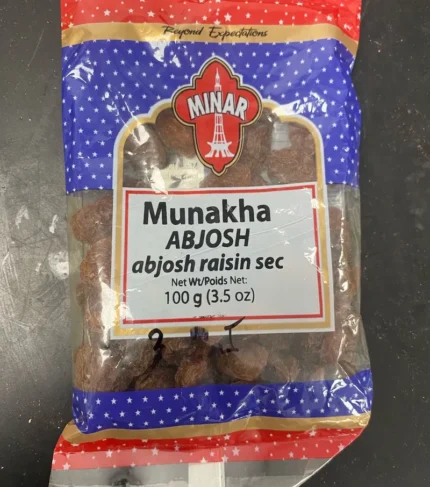 Beyond Expectations
MINAR
Munakha
ABJOSH
abjosh raisin sec
Net Wt/Poids Net:
100 g (3.5 oz)